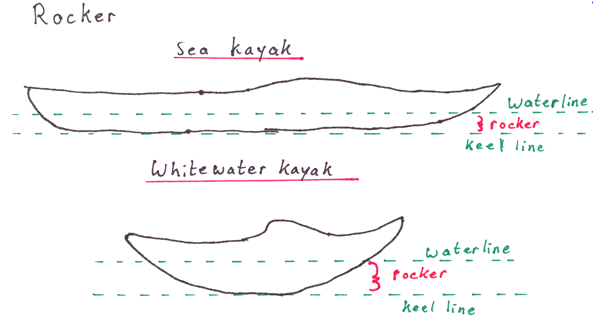 Rocker
Sea kayak
Waterline
rocker
keel line
Whitewater kayak
waterline
rocker
keel line